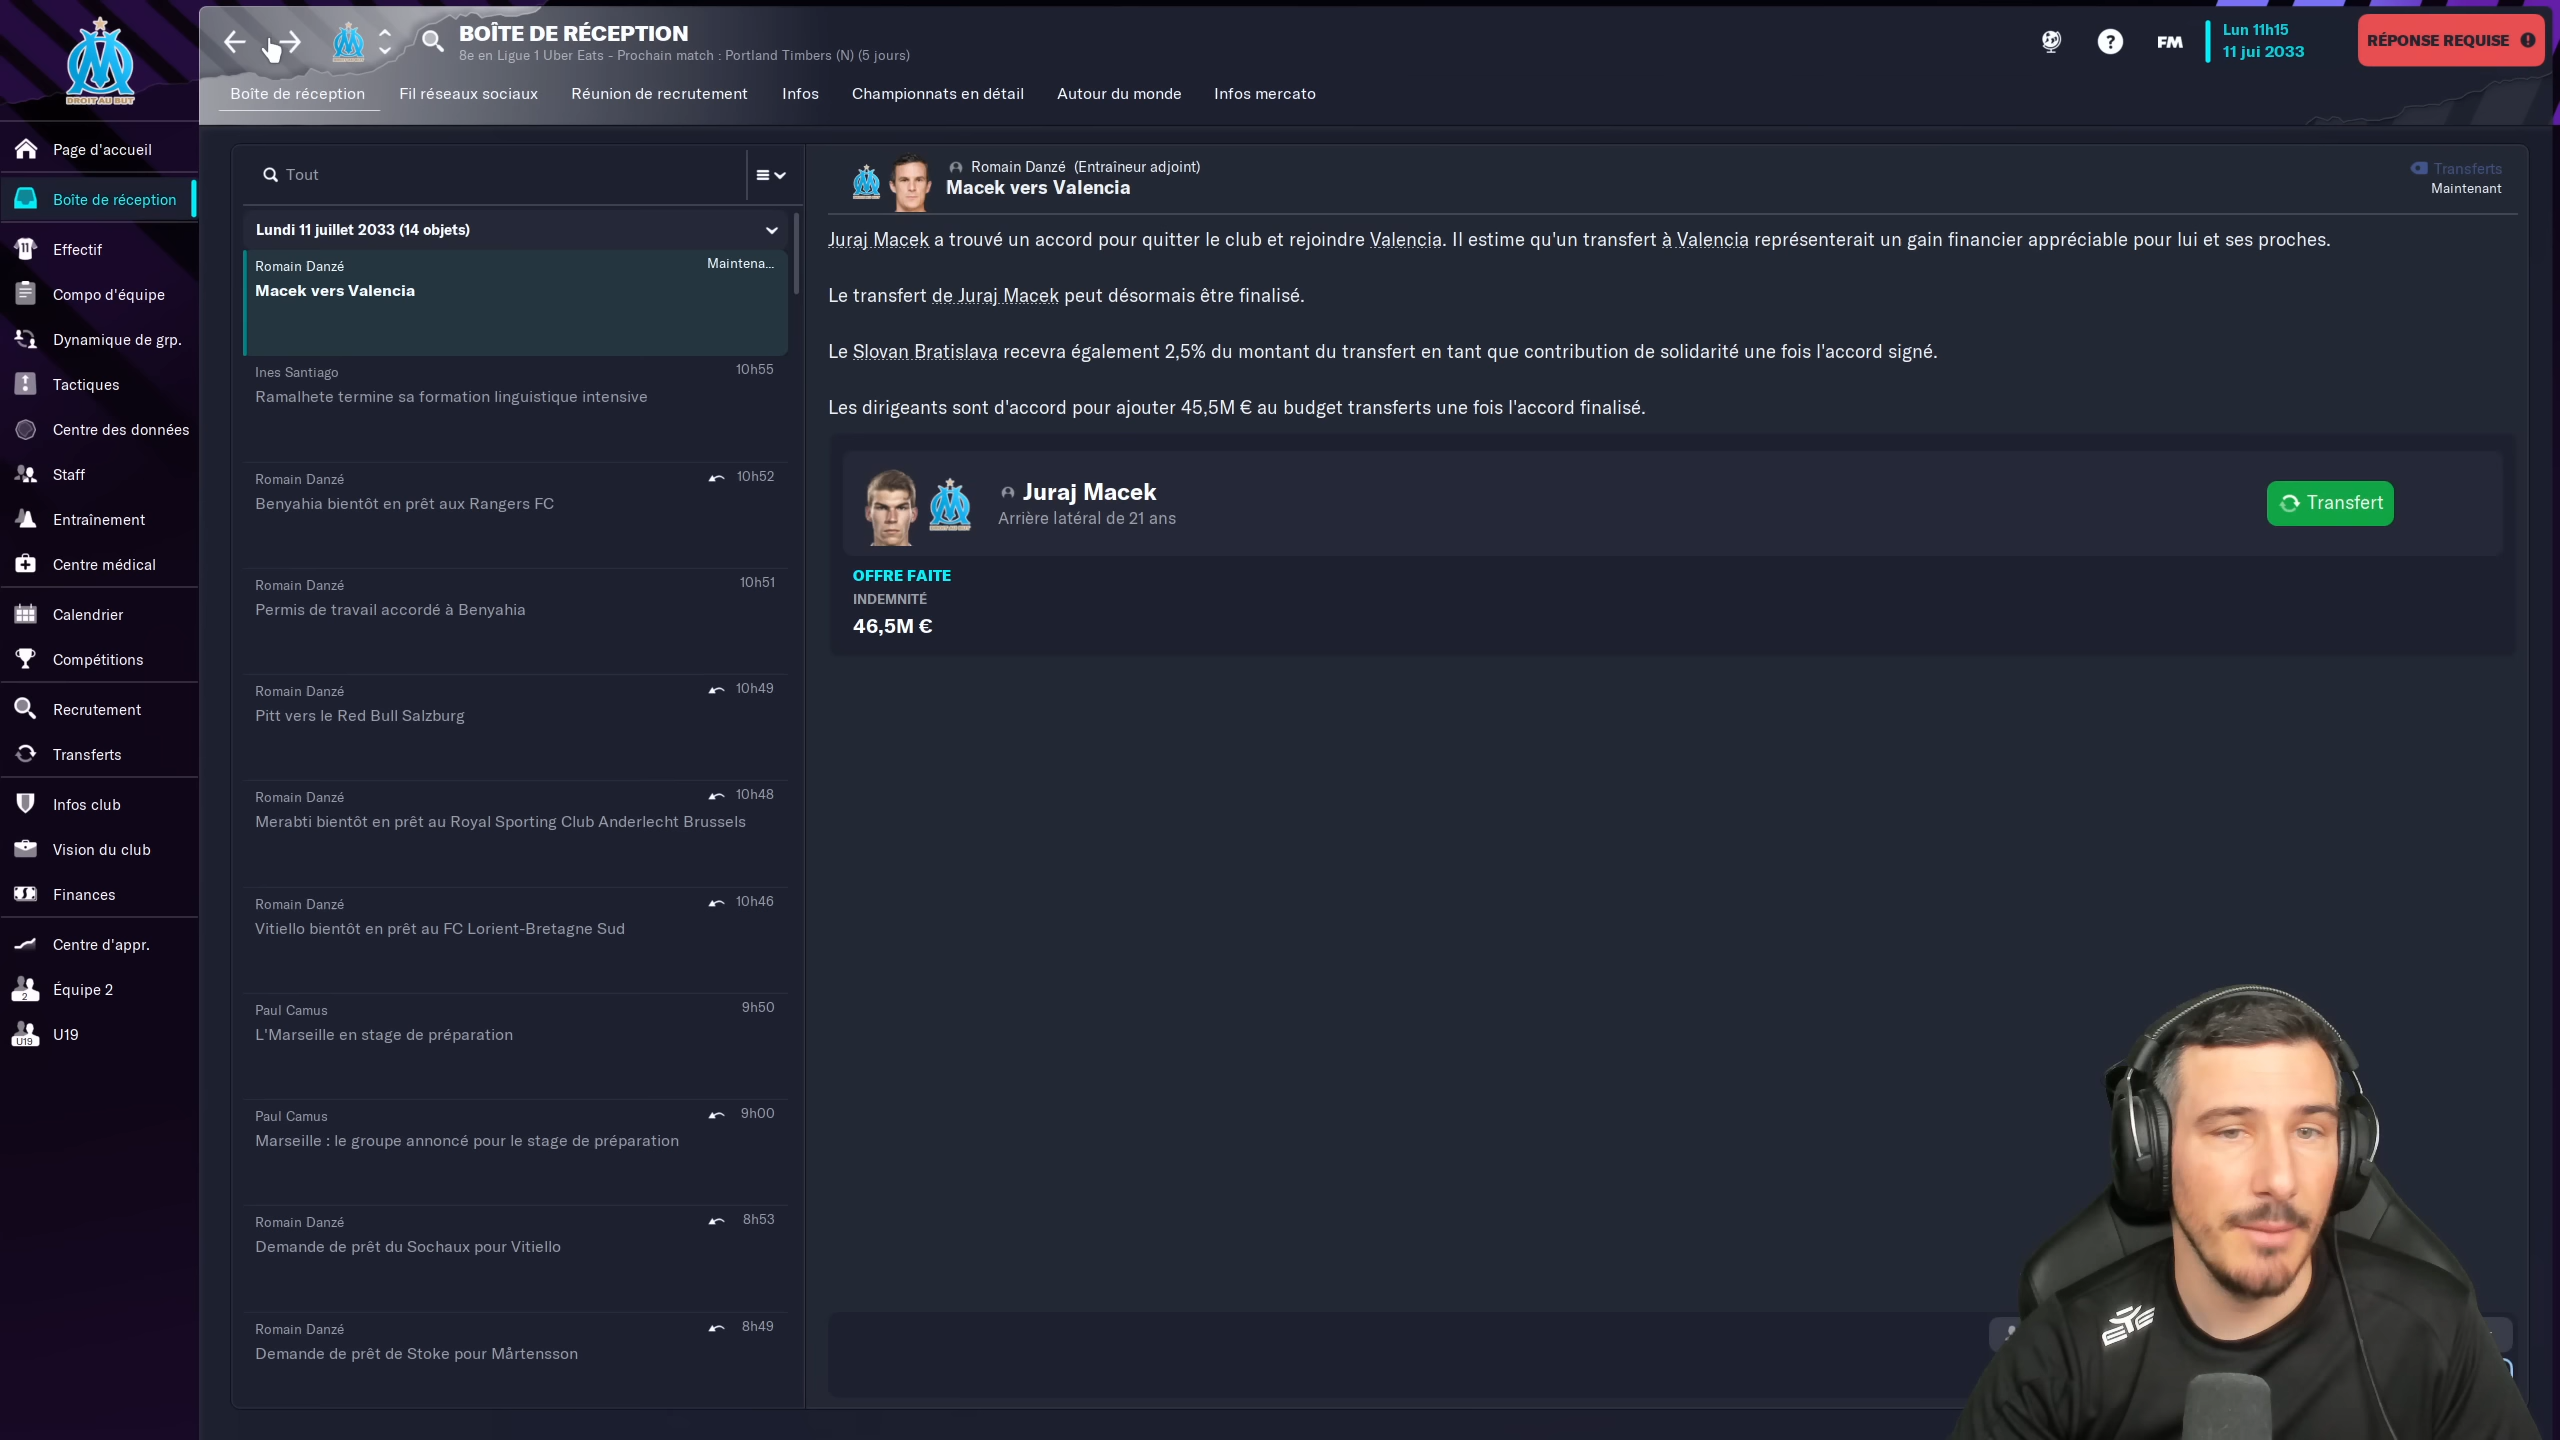 DROIT AU BUT
BOÎTE DE RÉCEPTION
8e en Ligue 1 Uber Eats - Prochain match : Portland Timbers (N) (5 jours)
FM
Lun 11h15
11 jui 2033
RÉPONSE REQUISE
Boîte de réception
Fil réseaux sociaux
Réunion de recrutement
Infos
Championnats en détail
Autour du monde
Infos mercato
Page d'accueil
Boîte de réception
Effectif
Compo d'équipe
Dynamique de grp.
Tactiques
Centre des données
Staff
Entraînement
Centre médical
Calendrier
Compétitions
Recrutement
Transferts
Infos club
Vision du club
Finances
Centre d'appr.
2
Équipe 2
U19
U19
Tout
Lundi 11 juillet 2033 (14 objets)
Romain Danzé
Maintena...
Macek vers Valencia
Ines Santiago
10h55
Ramalhete termine sa formation linguistique intensive
Romain Danzé
10h52
Benyahia bientôt en prêt aux Rangers FC
Romain Danzé
10h51
Permis de travail accordé à Benyahia
Romain Danzé
10h49
Pitt vers le Red Bull Salzburg
Romain Danzé
10h48
Merabti bientôt en prêt au Royal Sporting Club Anderlecht Brussels
Romain Danzé
10h46
Vitiello bientôt en prêt au FC Lorient-Bretagne Sud
Paul Camus
9h50
L'Marseille en stage de préparation
Paul Camus
9h00
Marseille : le groupe annoncé pour le stage de préparation
Romain Danzé
8h53
Demande de prêt du Sochaux pour Vitiello
Romain Danzé
8h49
Demande de prêt de Stoke pour Mårtensson
Romain Danzé (Entraîneur adjoint)
Macek vers Valencia
Transferts
Maintenant
Juraj Macek a trouvé un accord pour quitter le club et rejoindre Valencia. Il estime qu'un transfert à Valencia représenterait un gain financier appréciable pour lui et ses proches.
Le transfert de Juraj Macek peut désormais être finalisé.
Le Slovan Bratislava recevra également 2,5% du montant du transfert en tant que contribution de solidarité une fois l'accord signé.
Les dirigeants sont d'accord pour ajouter 45,5M € au budget transferts une fois l'accord finalisé.
Juraj Macek
Arrière latéral de 21 ans
Transfert
OFFRE FAITE
INDEMNITÉ
46,5M €